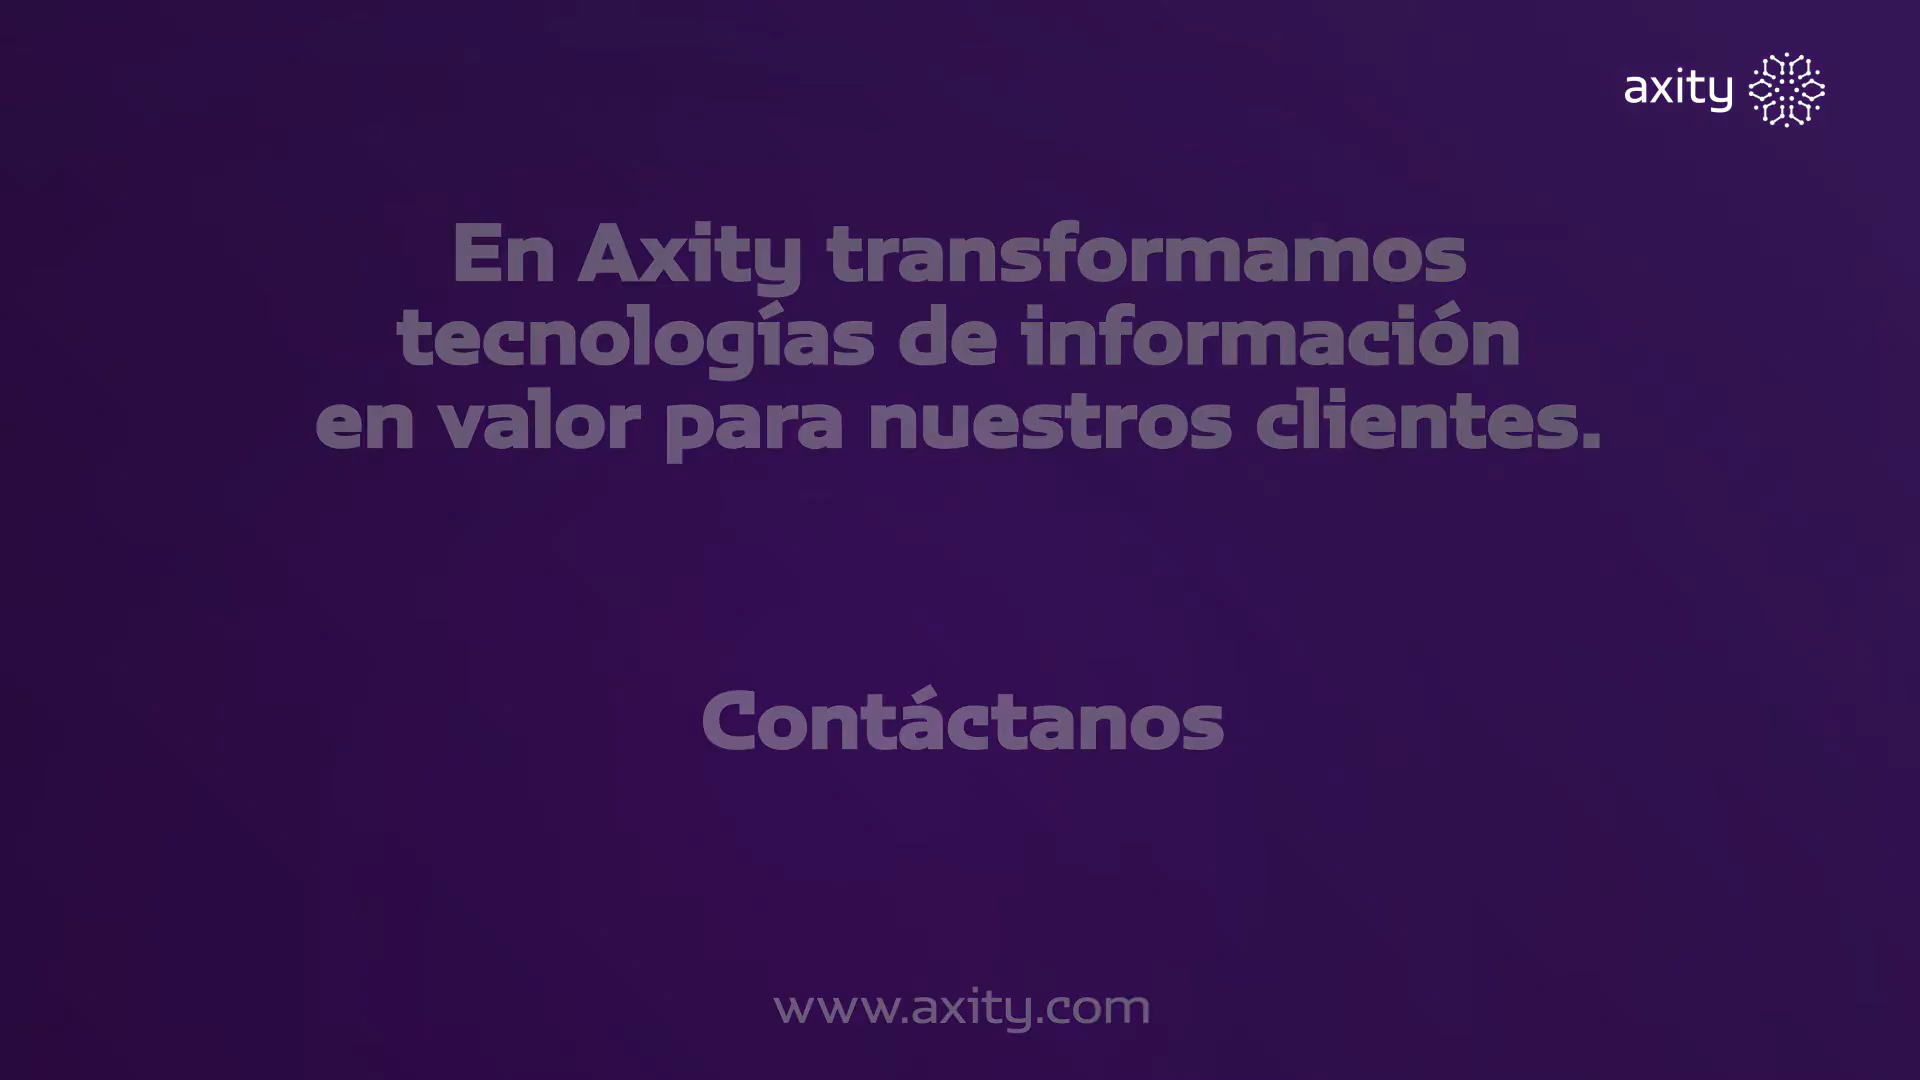 axity
En Axity transformamos
tecnologías de información
en valor para nuestros clientes.
Contáctanos
www.axity.com